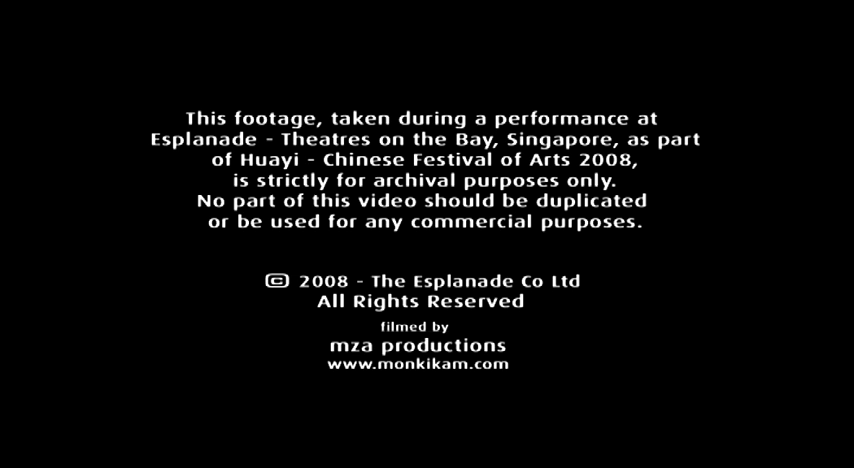 This footage, taken during a performance at
Esplanade - Theatres on the Bay, Singapore, as part
of Huayi - Chinese Festival of Arts 2008,
is strictly for archival purposes only.
No part of this video should be duplicated
or be used for any commercial purposes.
© 2008 - The Esplanade Co Ltd
All Rights Reserved
filmed by
mza productions
www.monkikam.com